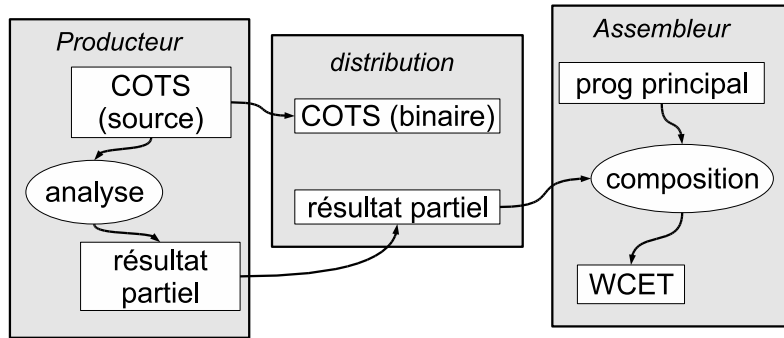 Producteur
COTS
(source)
analyse
résultat
partiel
distribution
COTS (binaire)
résultat partiel
Assembleur
prog principal
composition
WCET